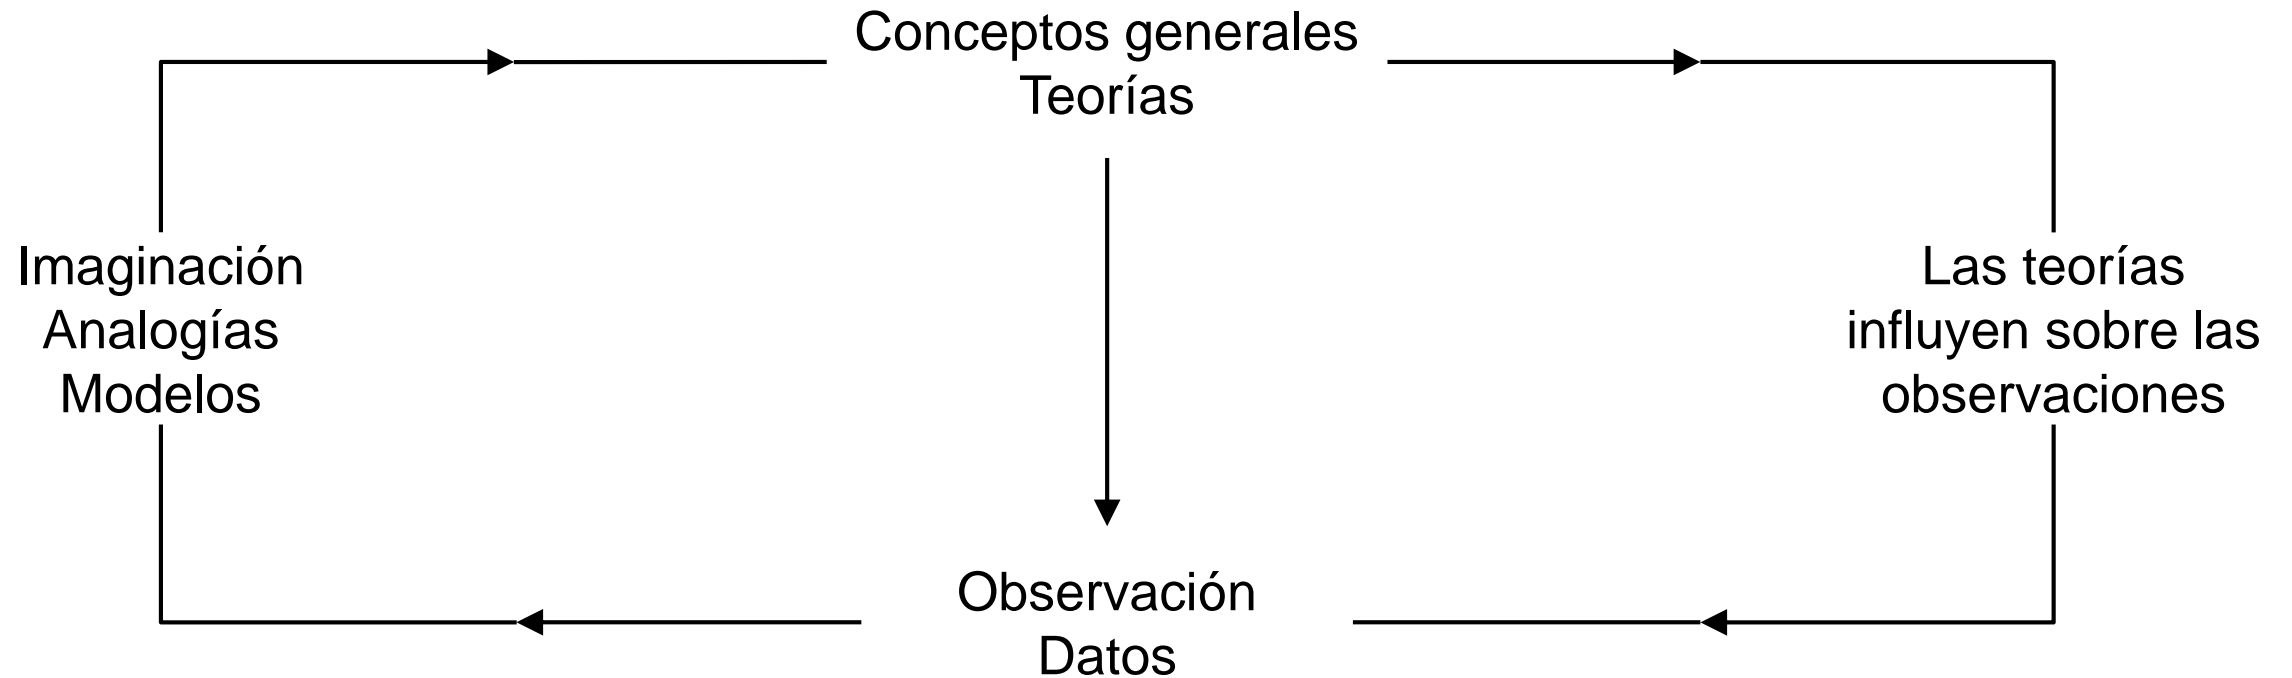 Conceptos generales
Teorías
Imaginación
Analogías
Modelos
Las teorías
influyen sobre las
observaciones
Observación
Datos